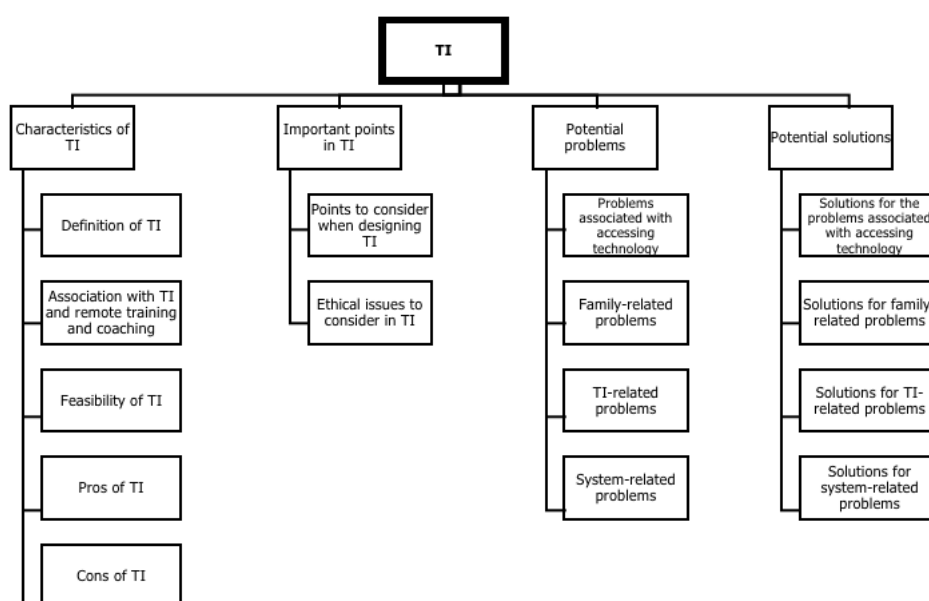 TI
Characteristics of
TI
Important points
in TI
Potential
problems
Potential solutions
Definition of TI
Association with TI
and remote training
and coaching
Feasibility of TI
Pros of TI
Cons of TI
Points to consider
when designing
TI
Ethical issues to
consider in TI
Problems
associated with
accessing
technology
Family-related
problems
TI-related
problems
System-related
problems
Solutions for the
problems associated
with accessing
technology
Solutions for family
related problems
Solutions for TI-
related problems
Solutions for
system-related
problems